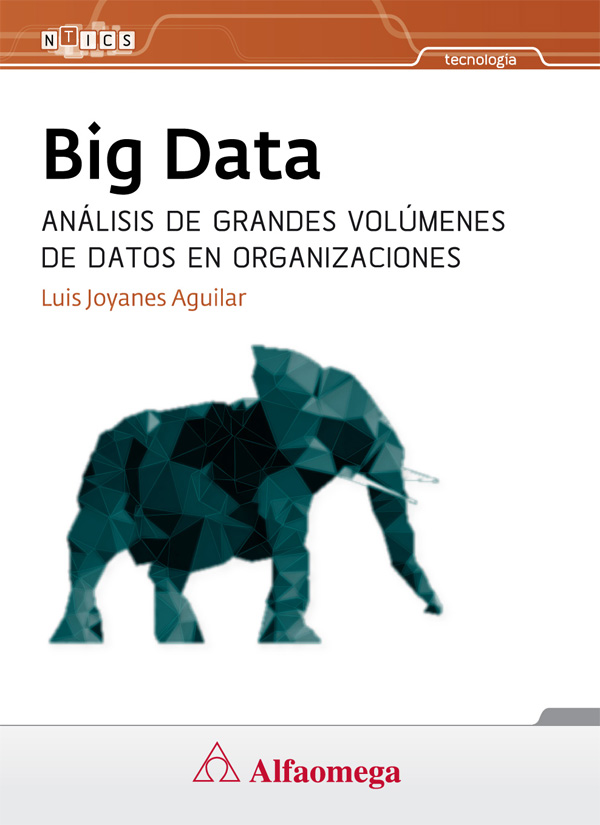 NTICS
tecnología
Big Data
ANÁLISIS DE GRANDES VOLÚMENES
DE DATOS EN ORGANIZACIONES
Luis Joyanes Aguilar
Alfaomega